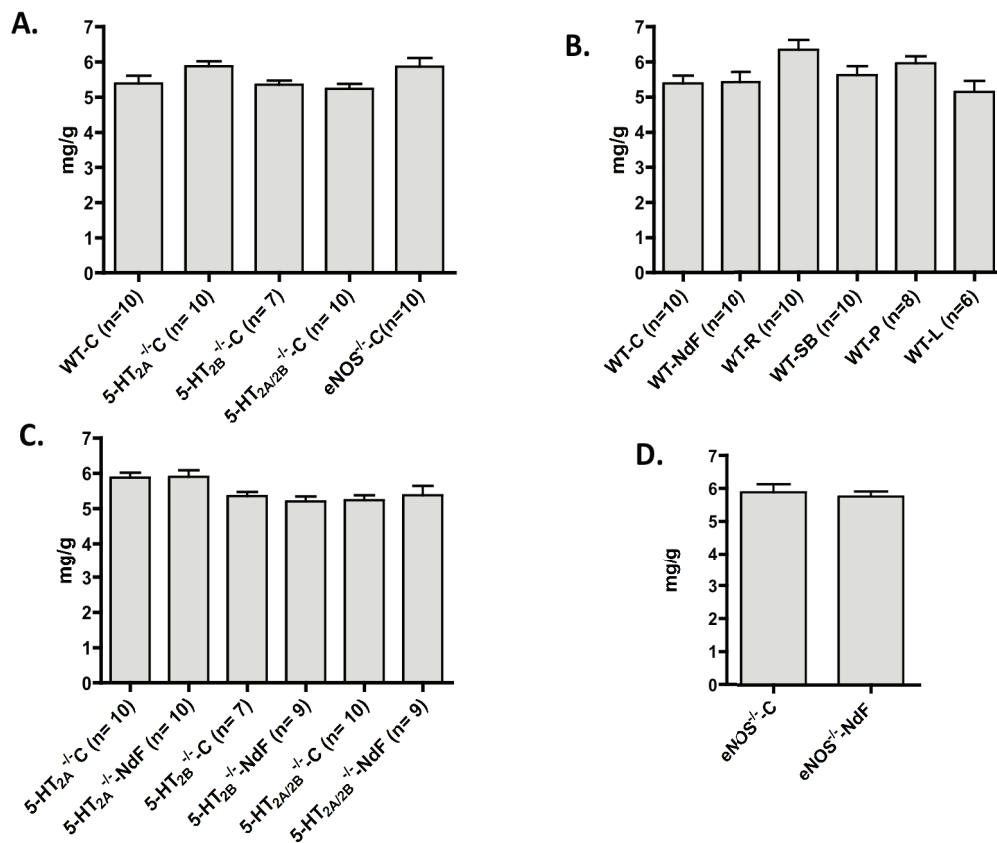 A.
7
6
5
4
3
2
1
0
mg/g
WT-C (n=10)
5-HT2A-/-C (n= 10)
5-HT2B-/--C (n= 7)
5-HT2A/2B-/--C (n= 10)
eNOS-/--C(n=10)
B.
7
6
5
4
3
2
1
0
mg/g
WT-C (n=10)
WT-NdF (n=10)
WT-R (n=10)
WT-SB (n=10)
WT-P (n=8)
WT-L (n=6)
C.
7
6
5
4
3
2
1
0
mg/g
5-HT2A-/-C (n= 10)
5-HT2A-/--NdF (n= 10)
5-HT2B-/--C (n= 7)
5-HT2B-/--NdF (n= 9)
5-HT2A/2B-/--C (n= 10)
5-HT2A/2B-/--NdF (n= 9)
D.
7
6
5
4
3
2
1
0
mg/g
eNOS-/--C
eNOS-/--NdF